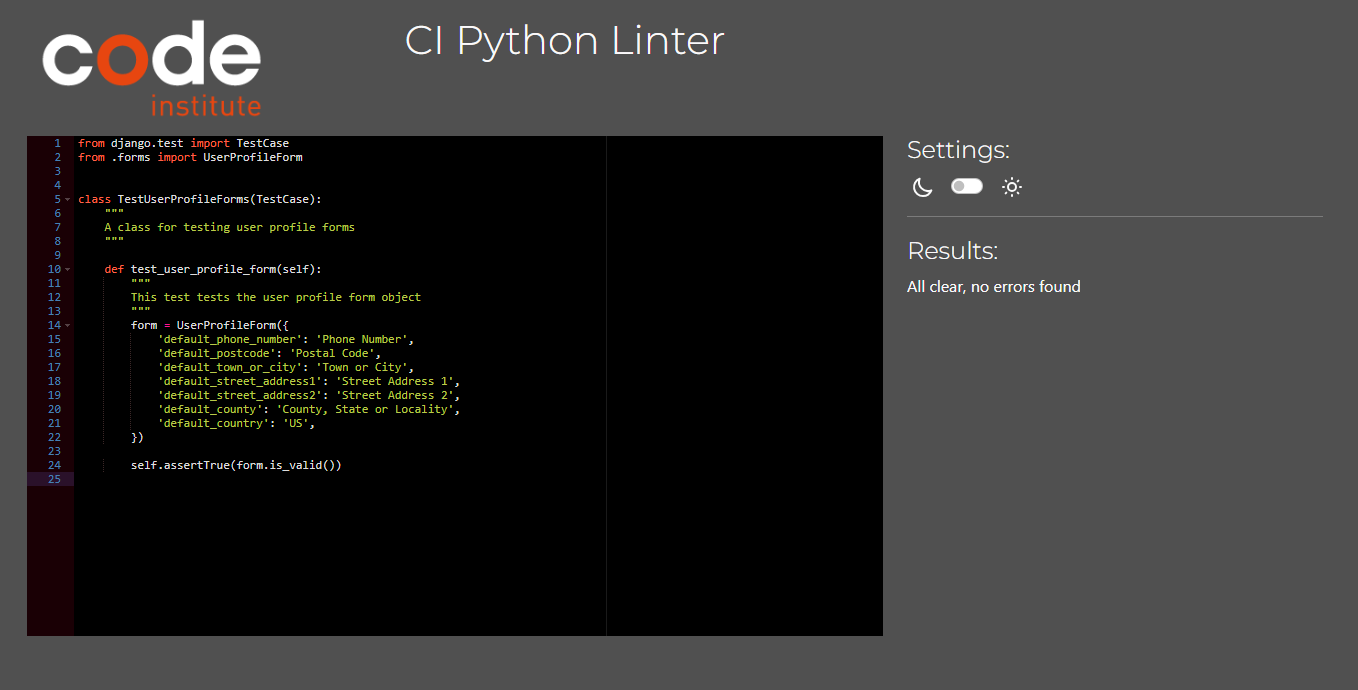 code
institute
CI Python Linter
1 from django.test import TestCase
2 from .forms import UserProfileForm
3
4
5 class TestUserProfileForms(TestCase):
6     """
7     A class for testing user profile forms
8     """
9
10     def test_user_profile_form(self):
11         """
12         This test tests the user profile form object
13         """
14         form = UserProfileForm({
15             'default_phone_number': 'Phone Number',
16             'default_postcode': 'Postal Code',
17             'default_town_or_city': 'Town or City',
18             'default_street_address1': 'Street Address 1',
19             'default_street_address2': 'Street Address 2',
20             'default_county': 'County, State or Locality',
21             'default_country': 'US',
22         })
23
24         self.assertTrue(form.is_valid())
25
Settings:
Results:
All clear, no errors found